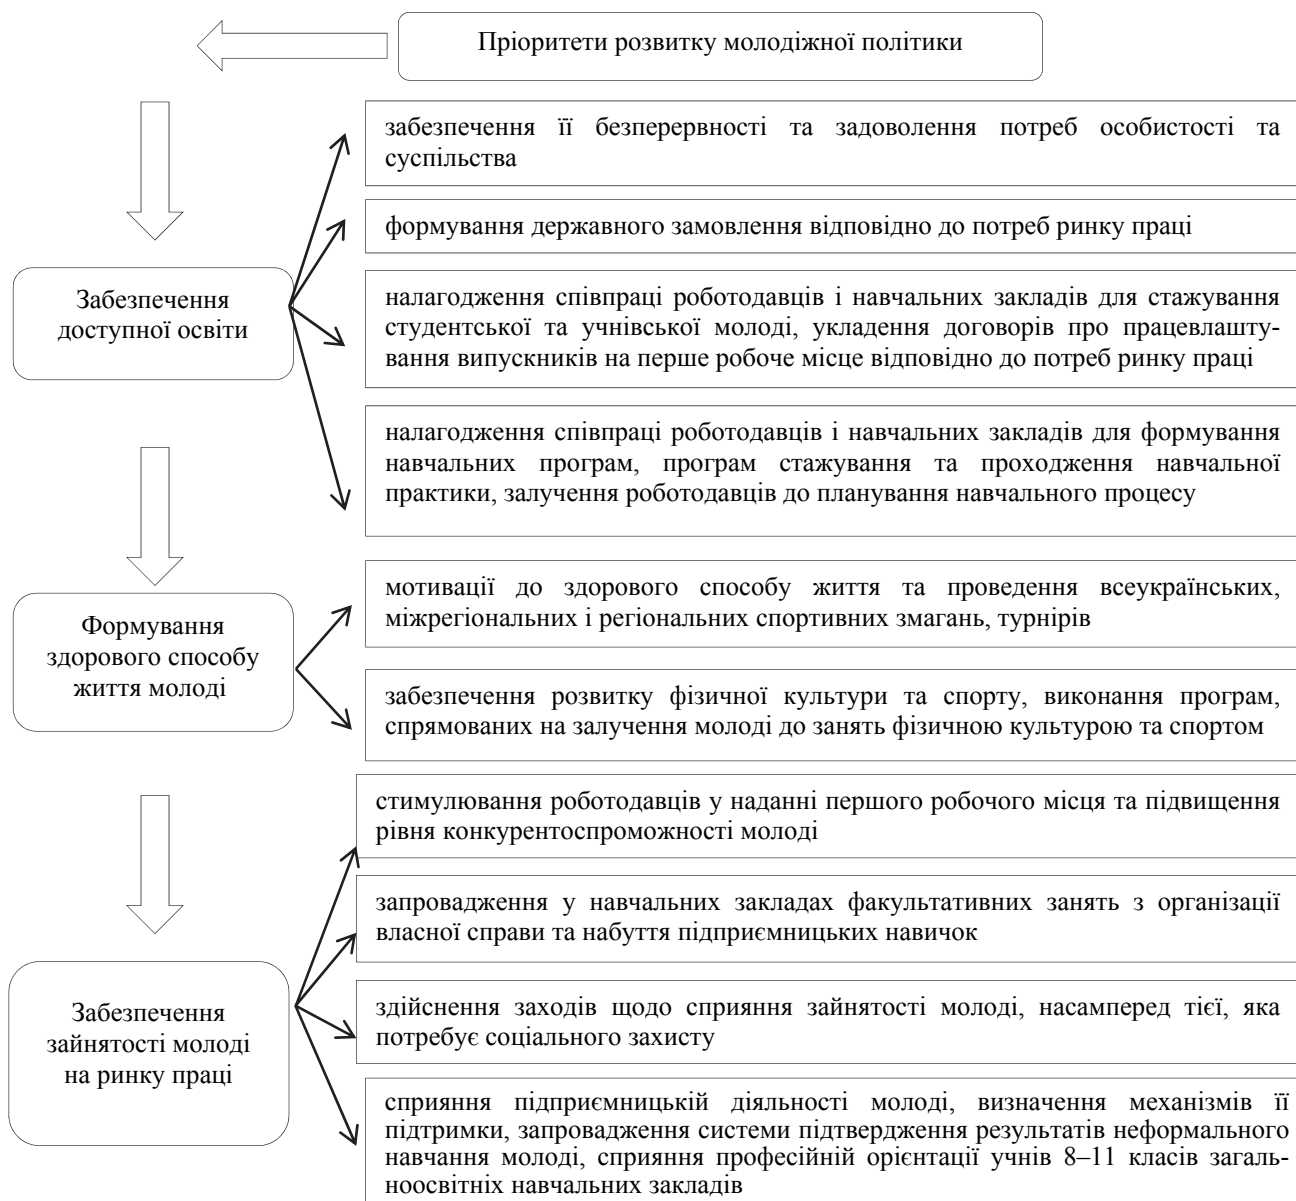 Пріоритети розвитку молодіжної політики
забезпечення її безперервності та задоволення потреб особистості та
суспільства
формування державного замовлення відповідно до потреб ринку праці
Забезпечення
доступної освіти
налагодження співпраці роботодавців і навчальних закладів для стажування
студентської та учнівської молоді, укладення договорів про працевлашту-
вання випускників на перше робоче місце відповідно до потреб ринку праці
налагодження співпраці роботодавців і навчальних закладів для формування
навчальних програм, програм стажування та проходження навчальної
практики, залучення роботодавців до планування навчального процесу
Формування
здорового способу
життя молоді
мотивації до здорового способу життя та проведення всеукраїнських,
міжрегіональних і регіональних спортивних змагань, турнірів
забезпечення розвитку фізичної культури та спорту, виконання програм,
спрямованих на залучення молоді до занять фізичною культурою та спортом
стимулювання роботодавців у наданні першого робочого місця та підвищення
рівня конкурентоспроможності молоді
запровадження у навчальних закладах факультативних занять з організації
власної справи та набуття підприємницьких навичок
Забезпечення
зайнятості молоді
на ринку праці
здійснення заходів щодо сприяння зайнятості молоді, насамперед тієї, яка
потребує соціального захисту
сприяння підприємницькій діяльності молоді, визначення механізмів її
підтримки, запровадження системи підтвердження результатів неформального
навчання молоді, сприяння професійній орієнтації учнів 8–11 класів загаль-
ноосвітніх навчальних закладів